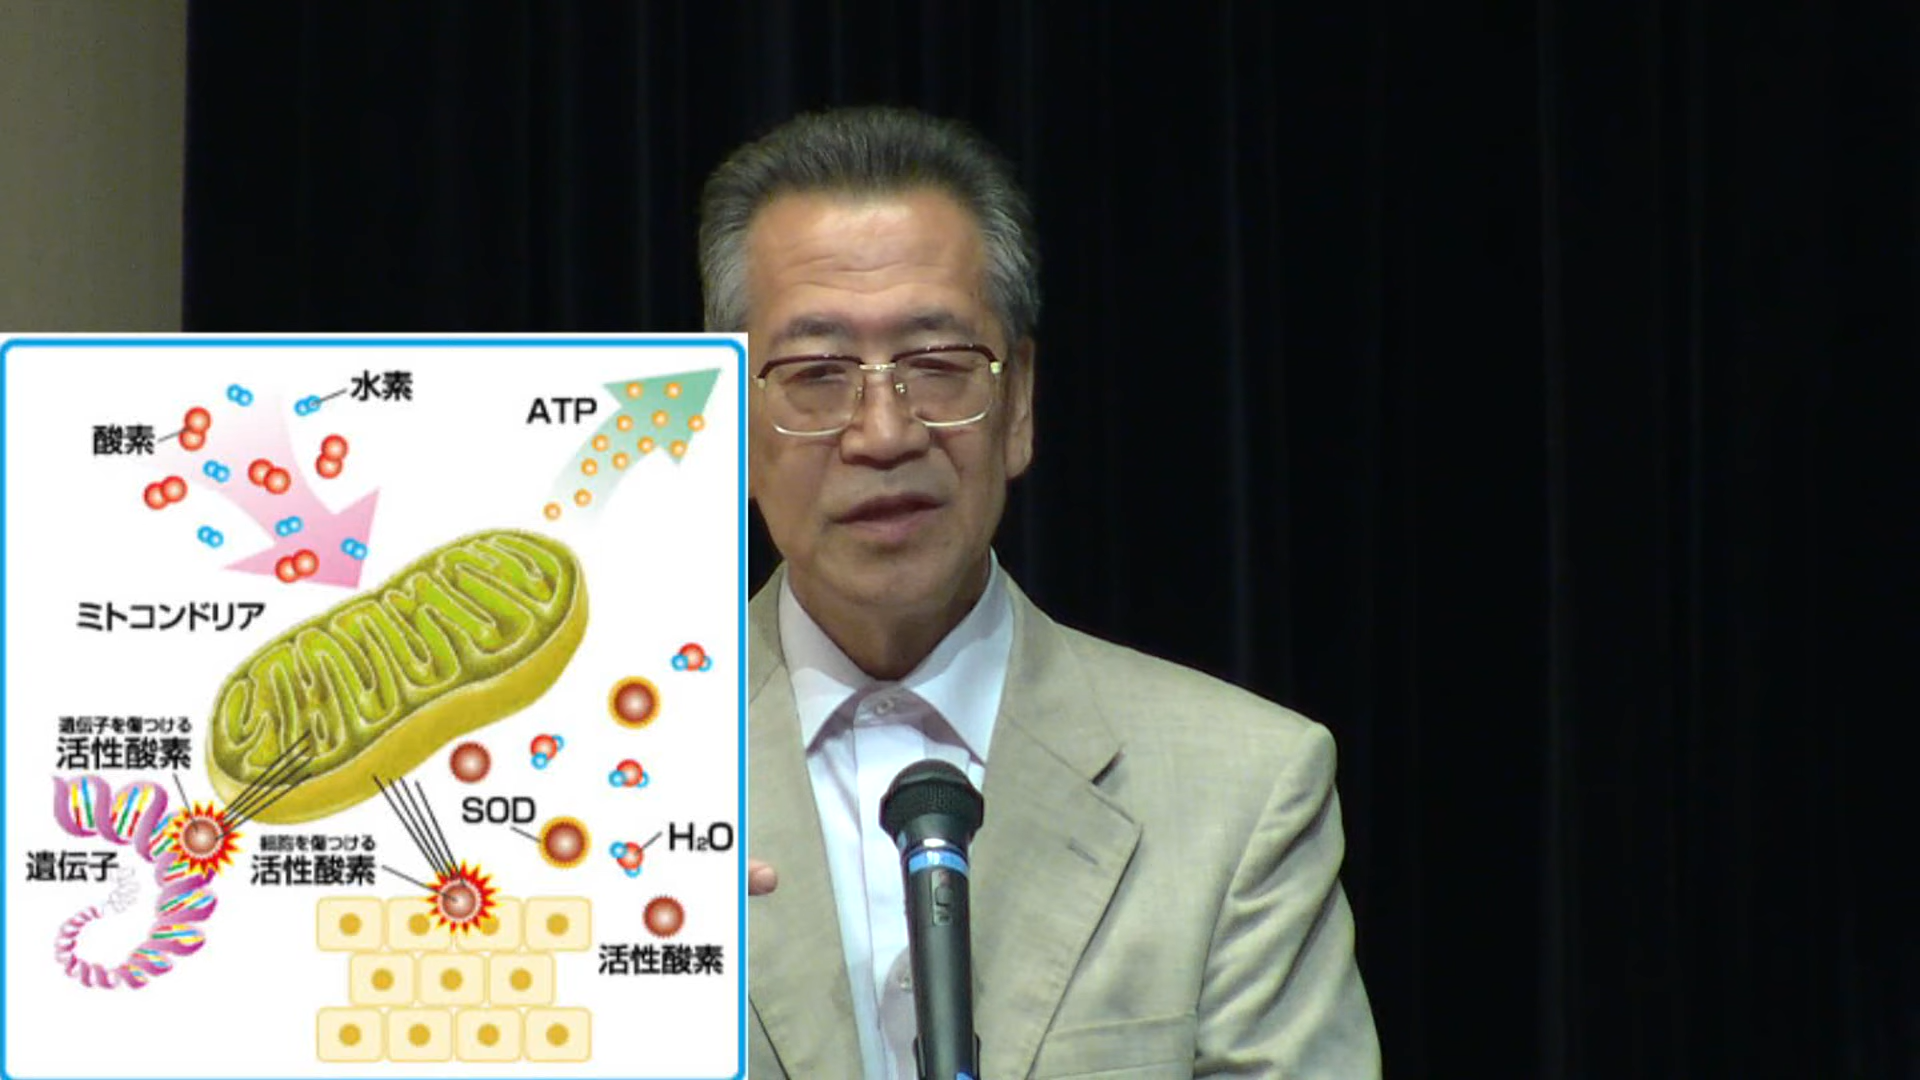 水素
酸素
ATP
ミトコンドリア
遺伝子を傷つける
活性酸素
SOD
細胞を傷つける
活性酸素
H₂O
遺伝子
活性酸素